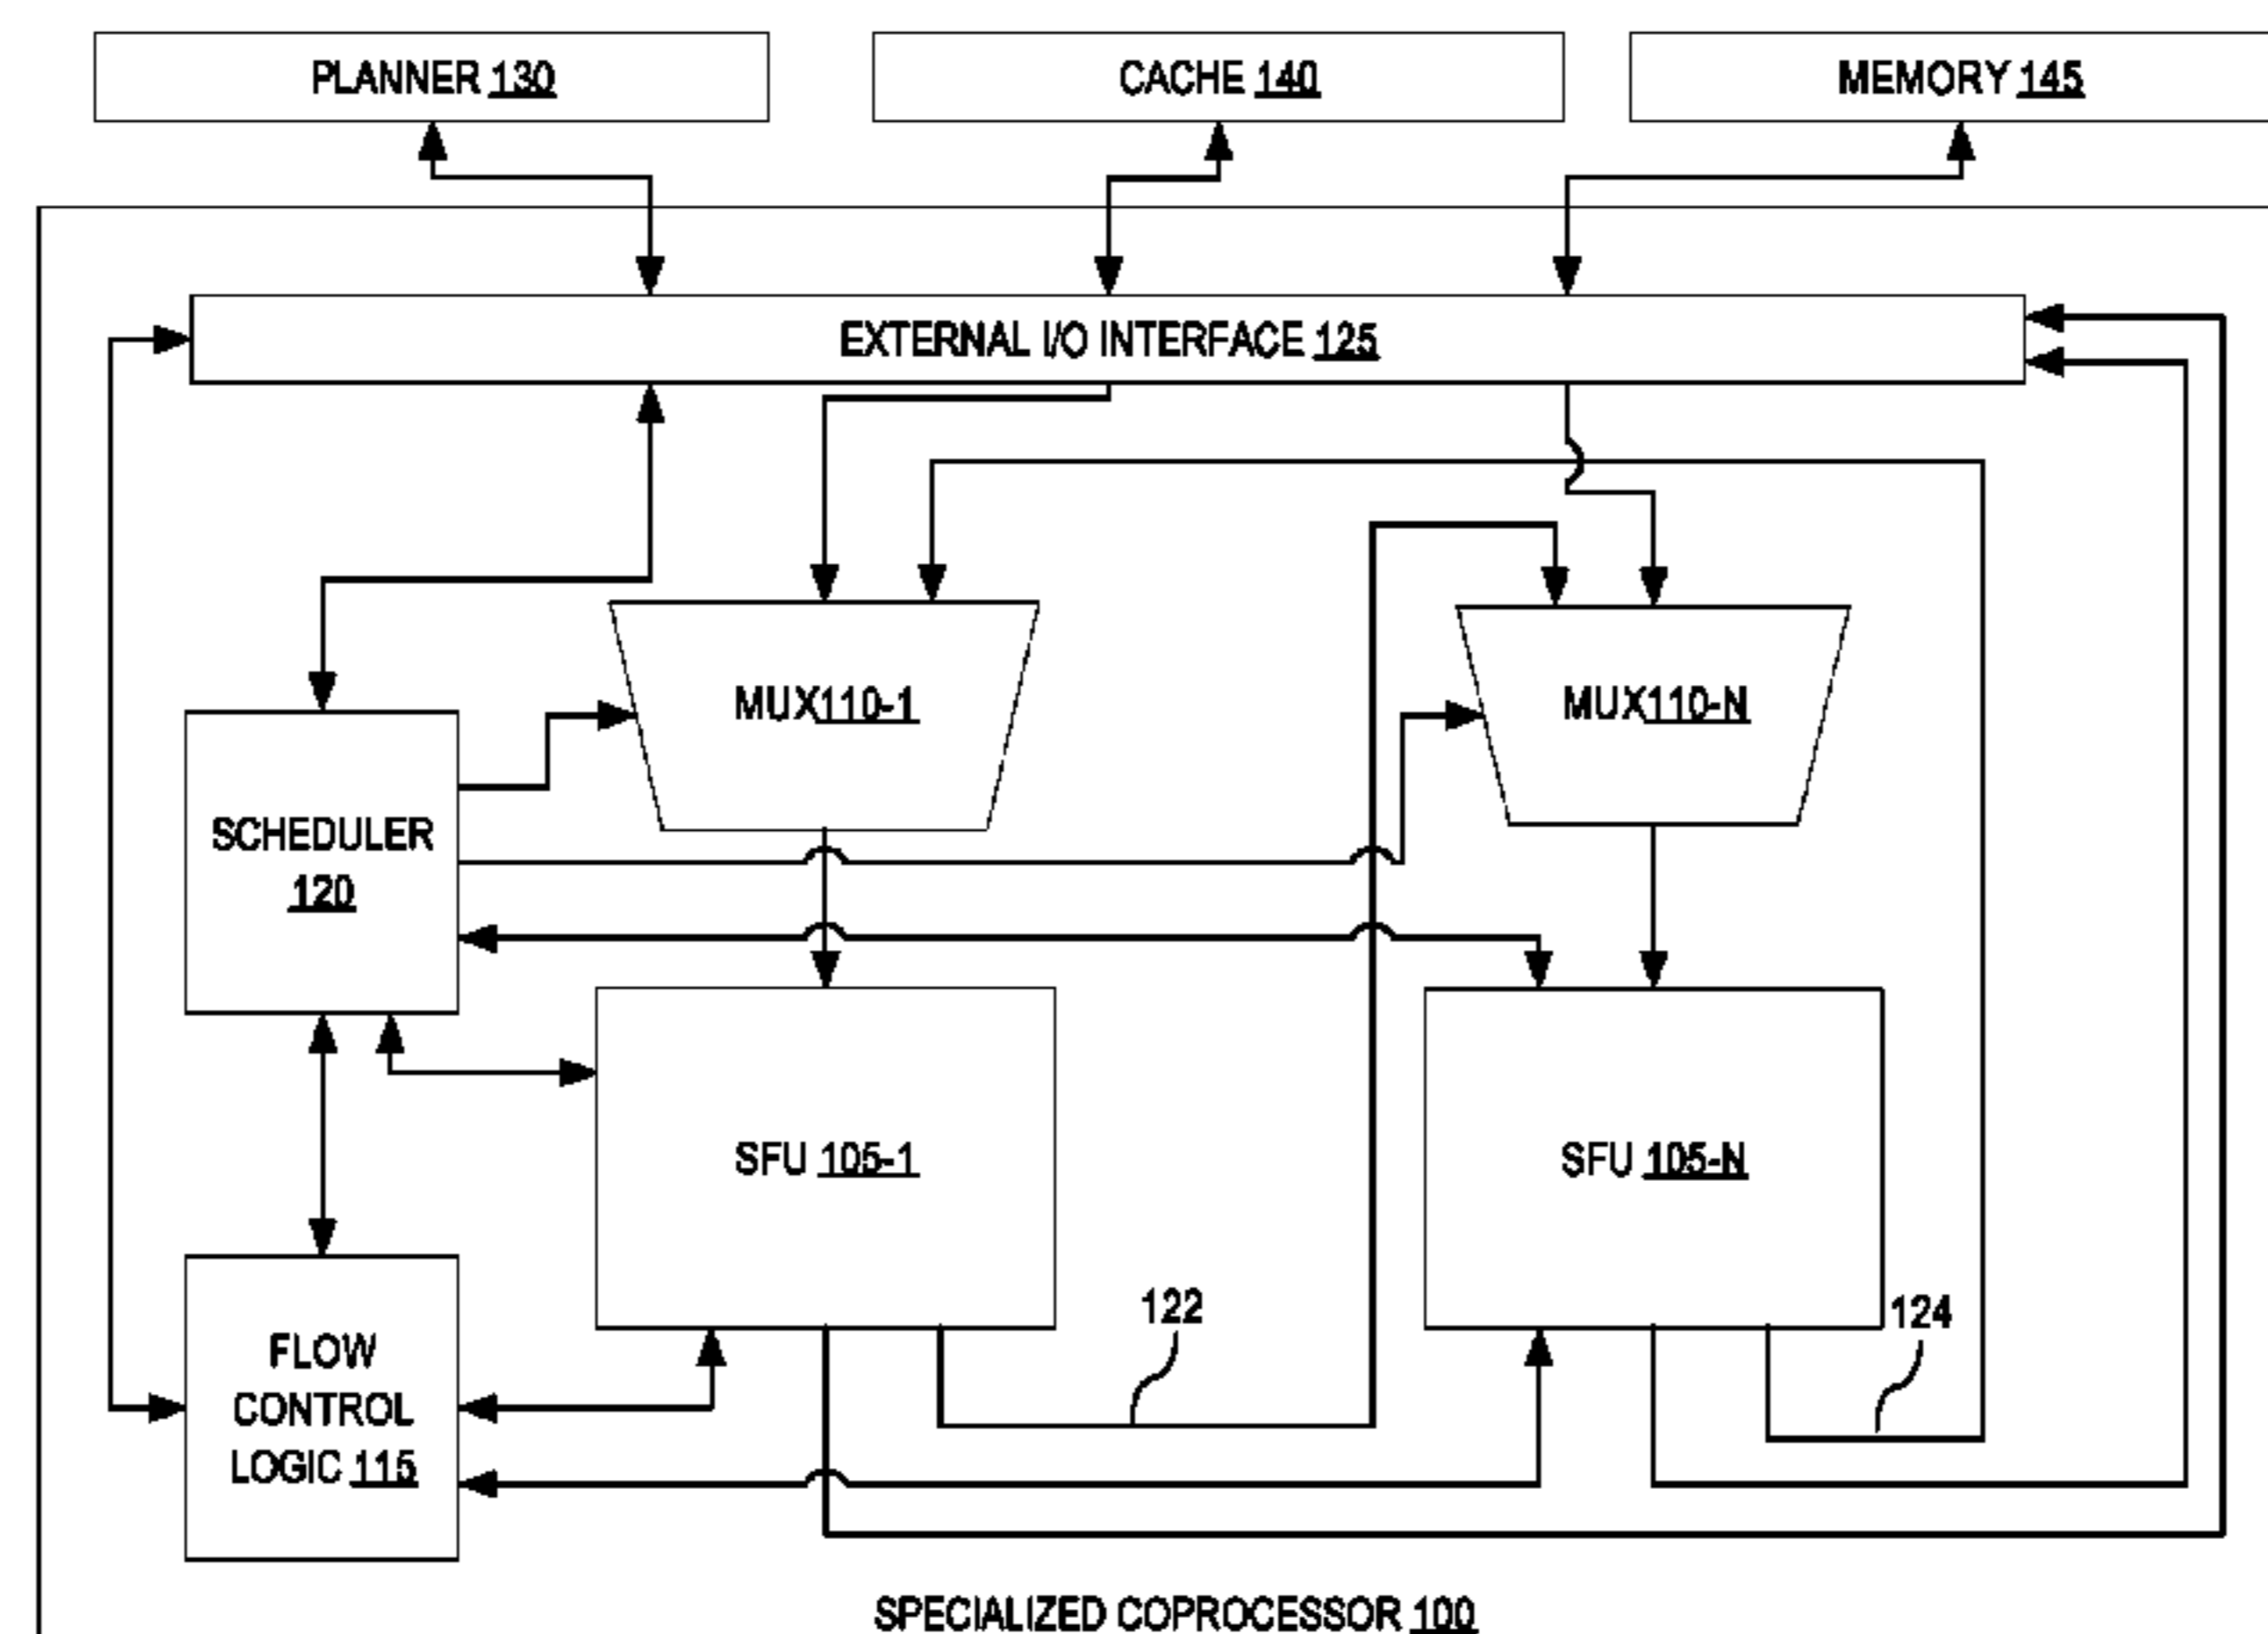 PLANNER 130
CACHE 140
MEMORY 145
EXTERNAL I/O INTERFACE 125
MUX110-1
MUX110-N
SCHEDULER
120
SFU 105-1
SFU 105-N
122
124
FLOW
CONTROL
LOGIC 115
SPECIALIZED COPROCESSOR 100